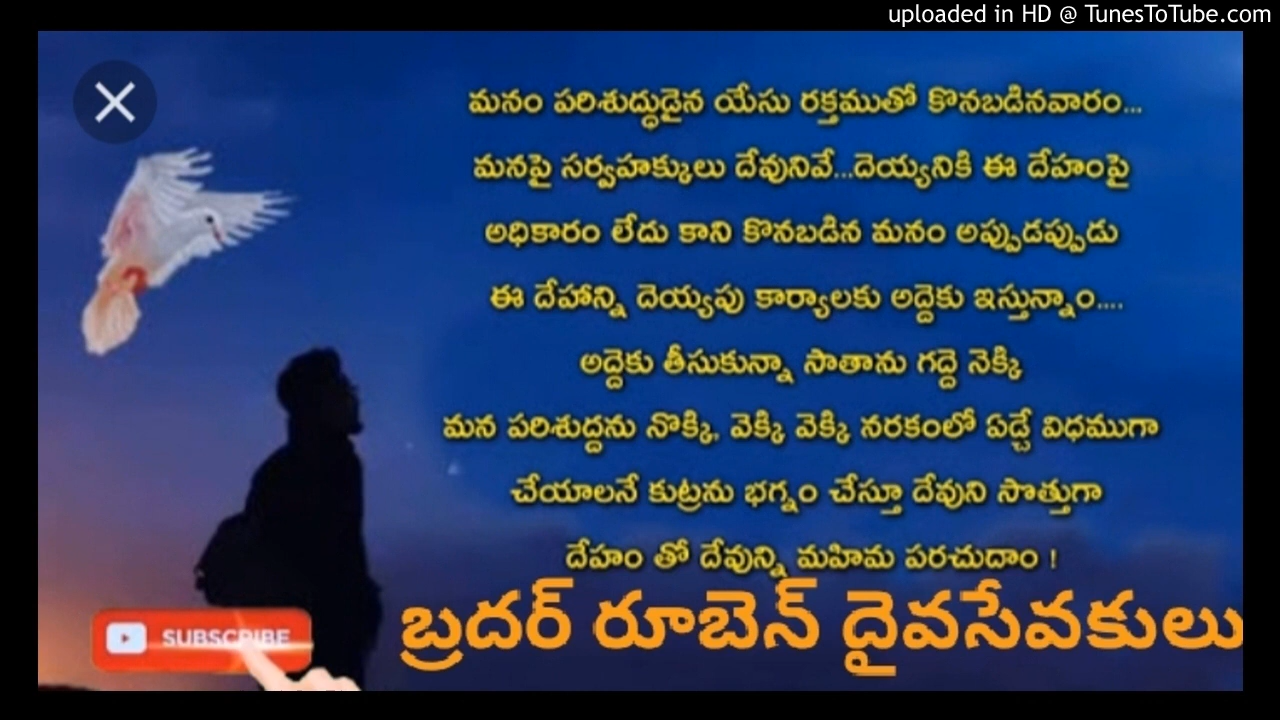 uploaded in HD @ TunesToTube.com
మనం పరిశుద్ధుడైన యేసు రక్తముతో కొనబడినవారం...
మనపై సర్వహక్కులు దేవునివే...దెయ్యనికి ఈ దేహంపై
అధికారం లేదు కాని కొనబడిన మనం అప్పుడప్పుడు
ఈ దేహాన్ని దెయ్యపు కార్యాలకు అద్దెకు ఇస్తున్నాం....
అద్దెకు తీసుకున్నా సాతాను గద్దె నెక్కి
మన పరిశుద్దను నొక్కి, వెక్కి వెక్కి నరకంలో ఏడ్చే విధముగా
చేయాలనే కుట్రను భగ్నం చేస్తూ దేవుని సొత్తుగా
దేహం తో దేవున్ని మహిమ పరచుదాం !
బ్రదర్ రూబెన్ దైవసేవకులు
SUBSCRIBE